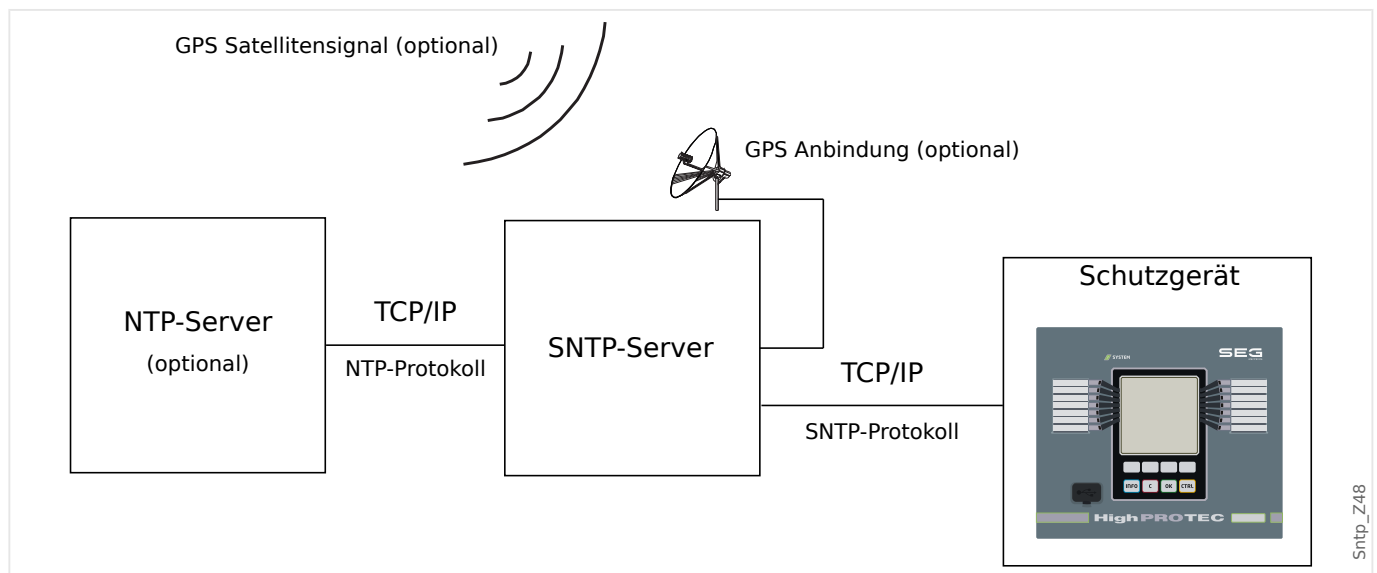 GPS Satellitensignal (optional)
GPS Anbindung (optional)
NTP-Server
(optional)
TCP/IP
NTP-Protokoll
SNTP-Server
TCP/IP
SNTP-Protokoll
Schutzgerät
SYSTEM
SEG
INFO
C
OK
CTRL
HighPROTEC
Sntp_Z48